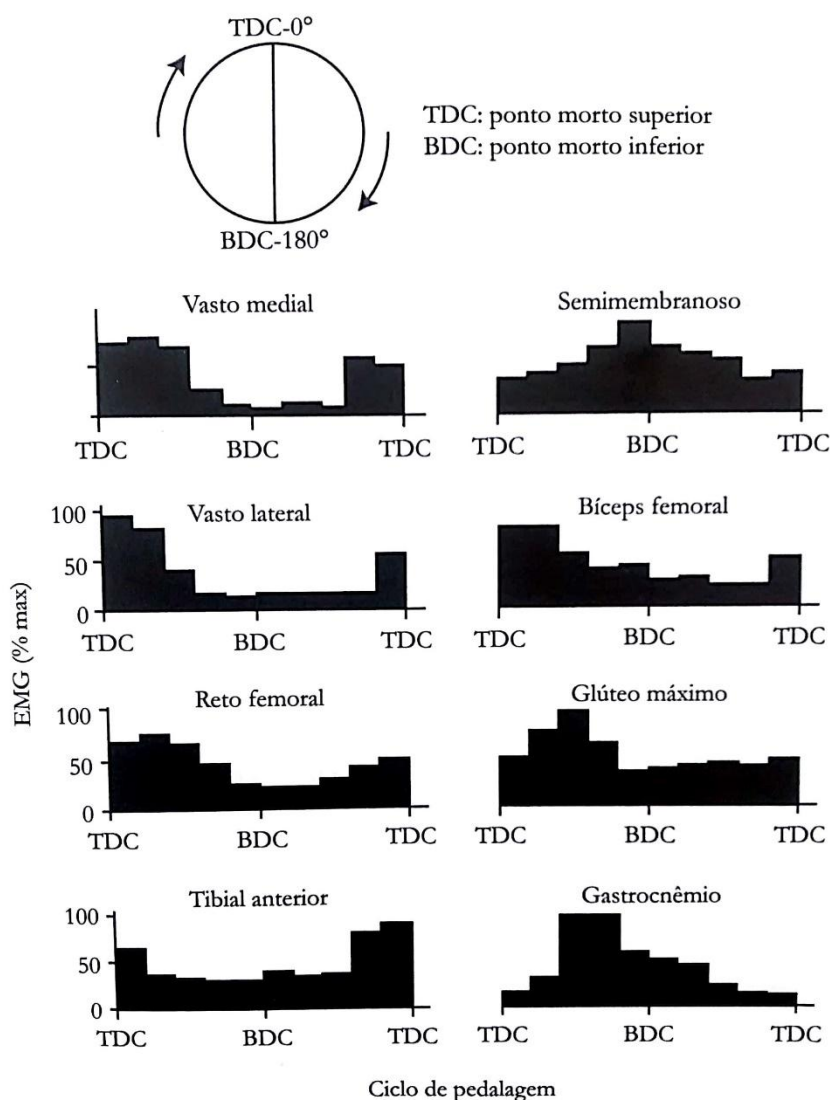 TDC-0°
TDC: ponto morto superior
BDC: ponto morto inferior
BDC-180°
Vasto medial
Semimembranoso
TDC BDC TDC
TDC BDC TDC
EMG (% max)
Vasto lateral
Bíceps femoral
100
50
0
TDC BDC TDC
TDC BDC TDC
Reto femoral
Glúteo máximo
100
50
0
TDC BDC TDC
TDC BDC TDC
Tibial anterior
Gastrocnêmio
100
50
0
TDC BDC TDC
TDC BDC TDC
Ciclo de pedalagem